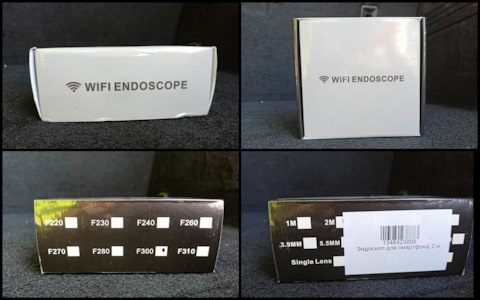 WIFI ENDOSCOPE
WIFI ENDOSCOPE
F220 F230 F240 F260
F270 F280 F300 F310
1M 2M
3.9MM 5.5MM
Single Lens
1346423888
Эндоскоп для смартфона, 2 м